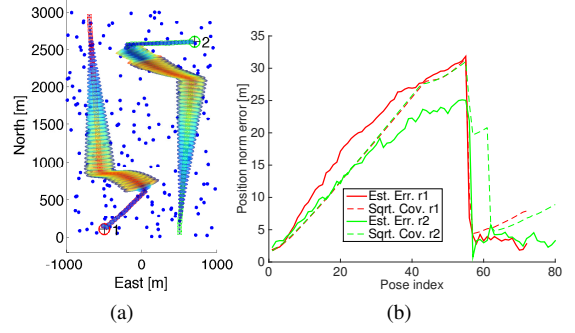 3000
2500
2000
1500
1000
500
0
North [m]
-1000
0
1000
East [m]
1
2
(a)
35
30
25
20
15
10
5
0
Position norm error [m]
Est. Err. r1
Sqrt. Cov. r1
Est. Err. r2
Sqrt. Cov. r2
0
20
40
60
80
Pose index
(b)